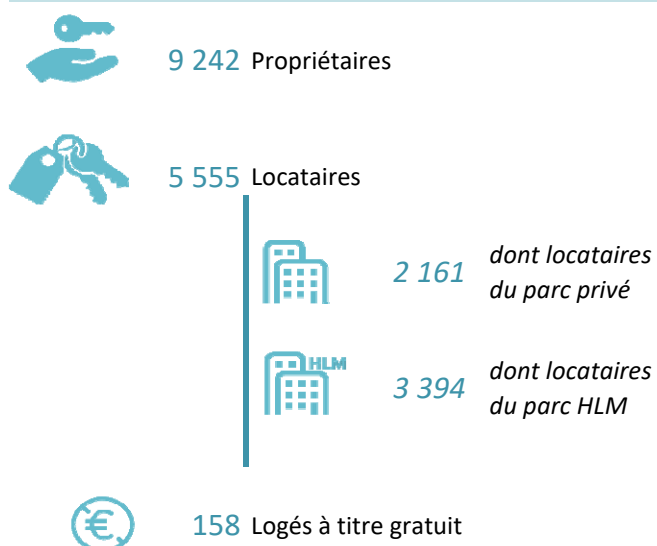 9 242 Propriétaires
5 555 Locataires
2 161 dont locataires
du parc privé
HLM
3 394 dont locataires
du parc HLM
€
158 Logés à titre gratuit